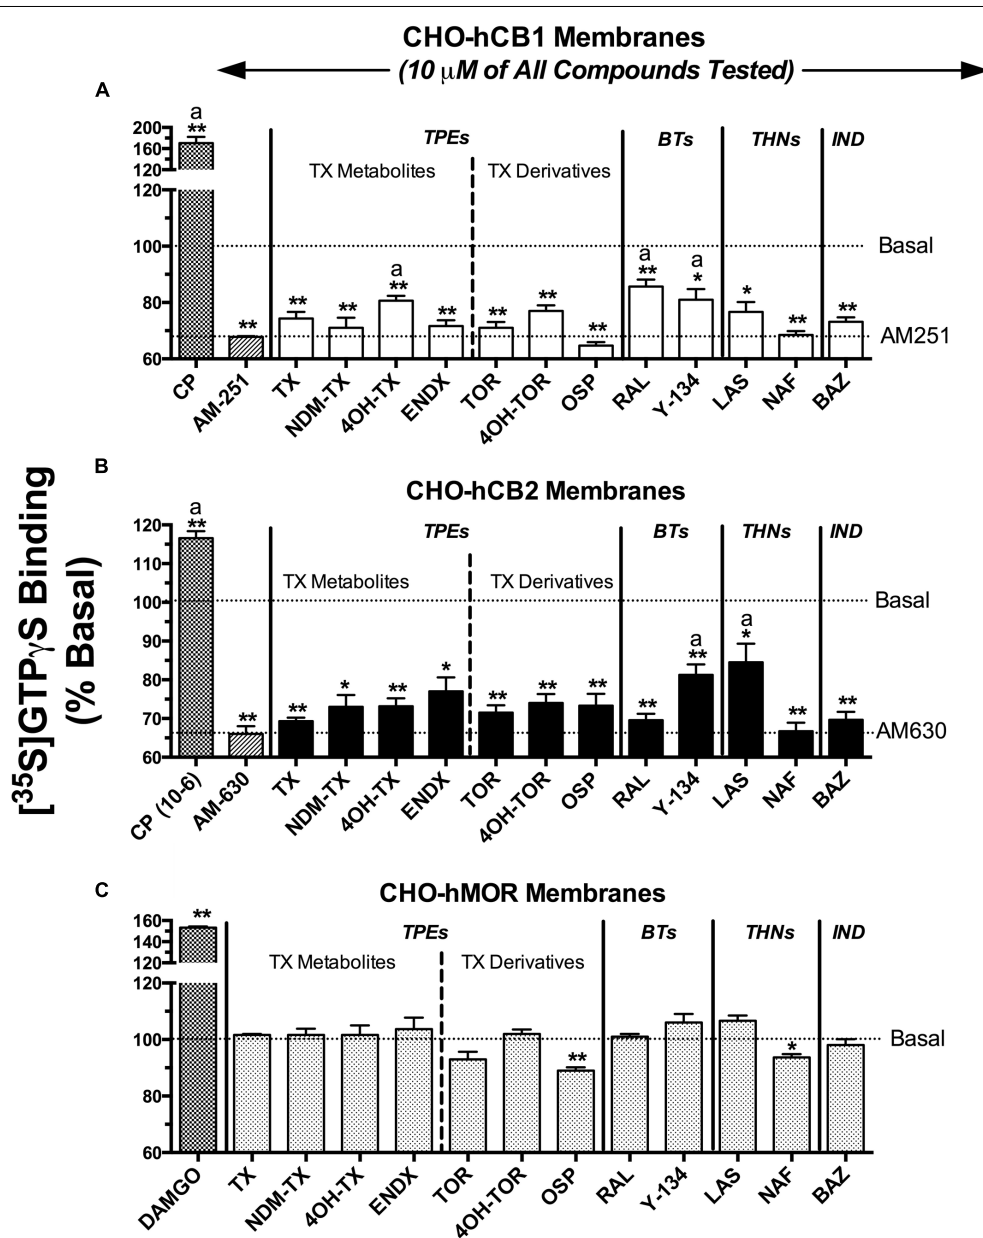 CHO-hCB1 Membranes
(10 μM of All Compounds Tested)
A
200
160
120
120
100
80
60
a
**
**
**
**
a
**
**
**
**
**
a
**
a
*
*
**
**
TPEs
BTs
THNs
IND
TX Metabolites
TX Derivatives
Basal
AM251
CP
AM-251
TX
NDM-TX
4OH-TX
ENDX
TOR
4OH-TOR
OSP
RAL
Y-134
LAS
NAF
BAZ
[35S]GTPγS Binding
(% Basal)
B
CHO-hCB2 Membranes
120
110
100
90
80
70
60
a
**
**
**
*
**
*
**
**
**
**
a
**
a
*
**
**
TPEs
BTs
THNs
IND
TX Metabolites
TX Derivatives
Basal
AM630
CP (10-6)
AM-630
TX
NDM-TX
4OH-TX
ENDX
TOR
4OH-TOR
OSP
RAL
Y-134
LAS
NAF
BAZ
C
CHO-hMOR Membranes
160
140
120
120
100
80
60
**
**
*
TPEs
BTs
THNs
IND
TX Metabolites
TX Derivatives
Basal
DAMGO
TX
NDM-TX
4OH-TX
ENDX
TOR
4OH-TOR
OSP
RAL
Y-134
LAS
NAF
BAZ